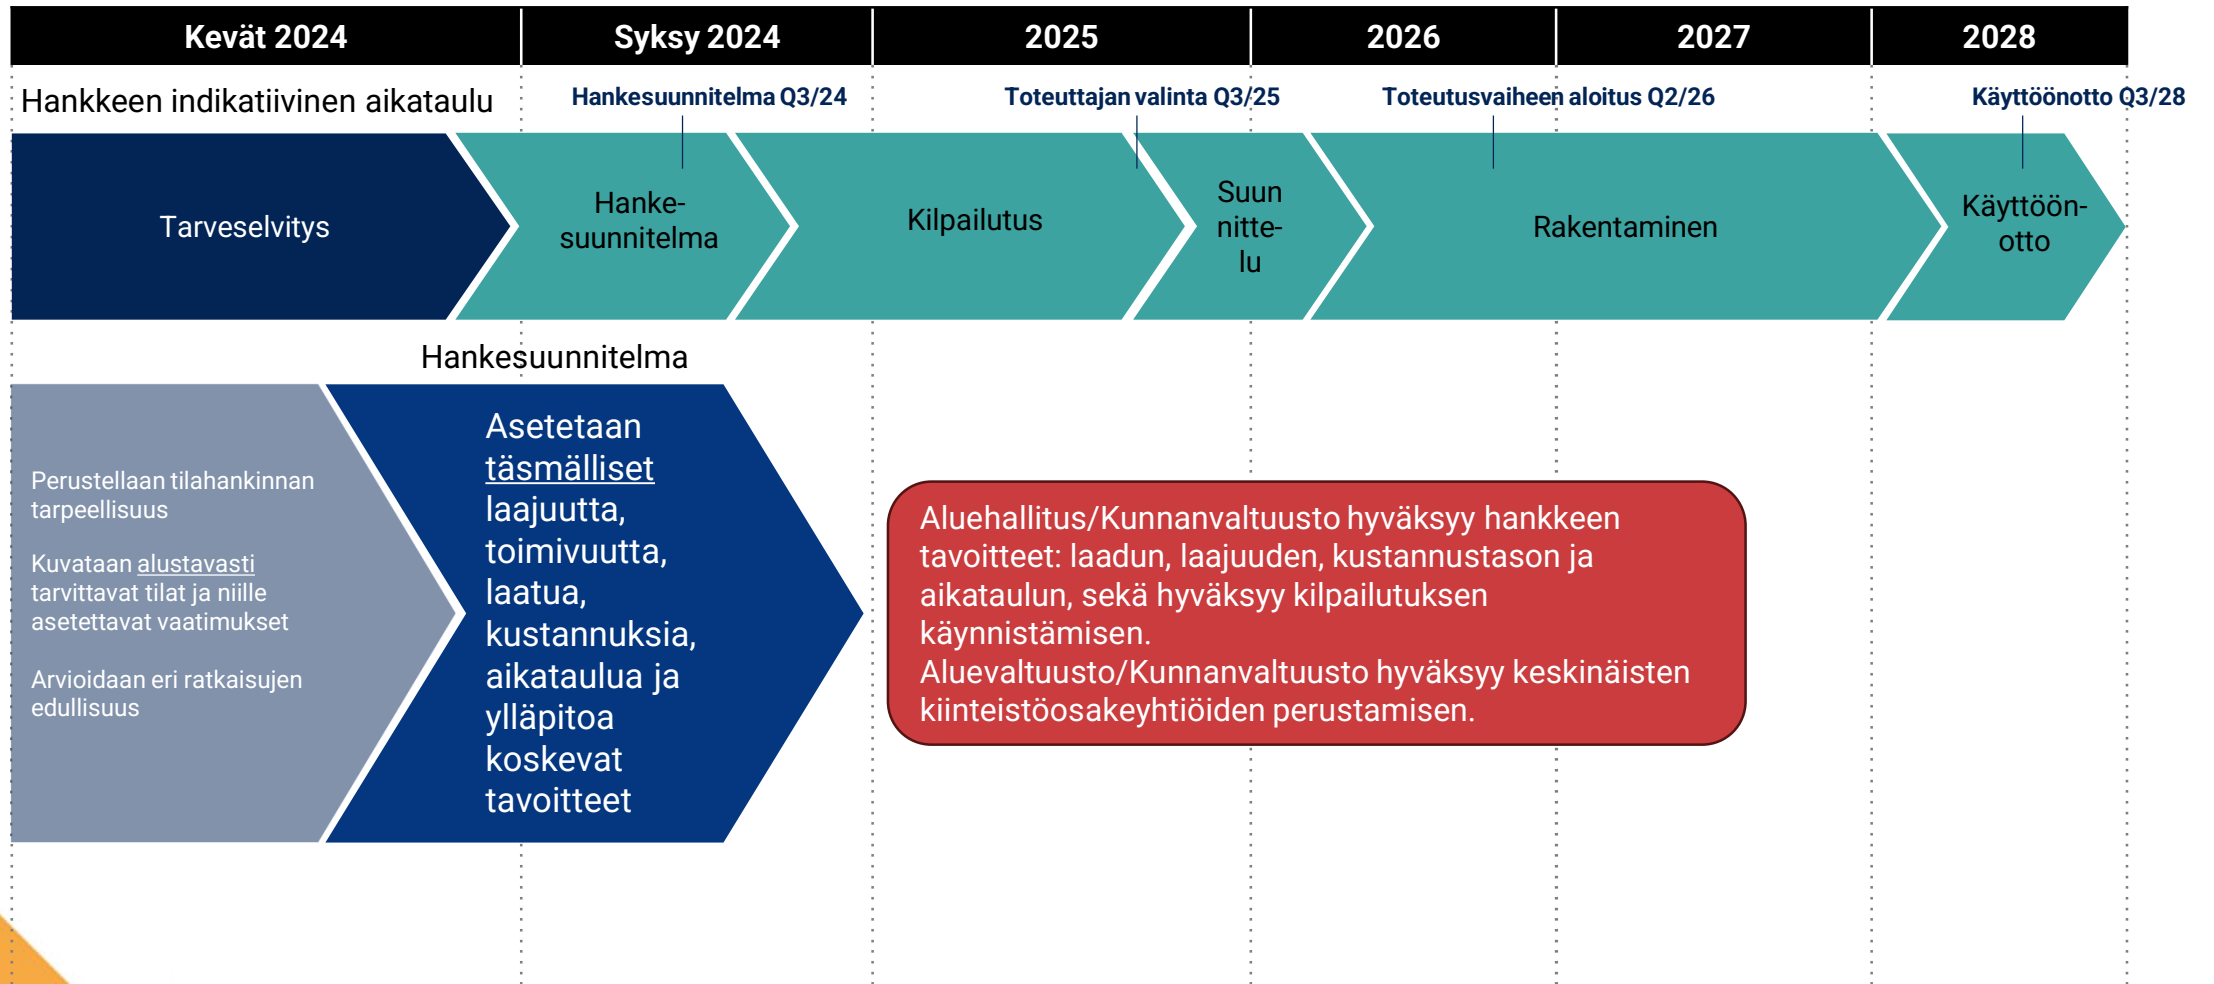 Kevät 2024
Syksy 2024
2025
2026
2027
2028
Hankkeen indikatiivinen aikataulu
Hankesuunnitelma Q3/24
Toteuttajan valinta Q3/25
Toteutusvaiheen aloitus Q2/26
Käyttöönotto Q3/28
Tarveselvitys
Hanke-
suunnitelma
Kilpailutus
Suun
nitte-
lu
Rakentaminen
Käyttöön-
otto
Hankesuunnitelma
Perustellaan tilahankinnan
tarpeellisuus
Kuvataan alustavasti
tarvittavat tilat ja niille
asetettavat vaatimukset
Arvioidaan eri ratkaisujen
edullisuus
Asetetaan
täsmälliset
laajuutta,
toimivuutta,
laatua,
kustannuksia,
aikataulua ja
ylläpitoa
koskevat
tavoitteet
Aluehallitus/Kunnanvaltuusto hyväksyy hankkeen
tavoitteet: laadun, laajuuden, kustannustason ja
aikataulun, sekä hyväksyy kilpailutuksen
käynnistämisen.
Aluevaltuusto/Kunnanvaltuusto hyväksyy keskinäisten
kiinteistöosakeyhtiöiden perustamisen.